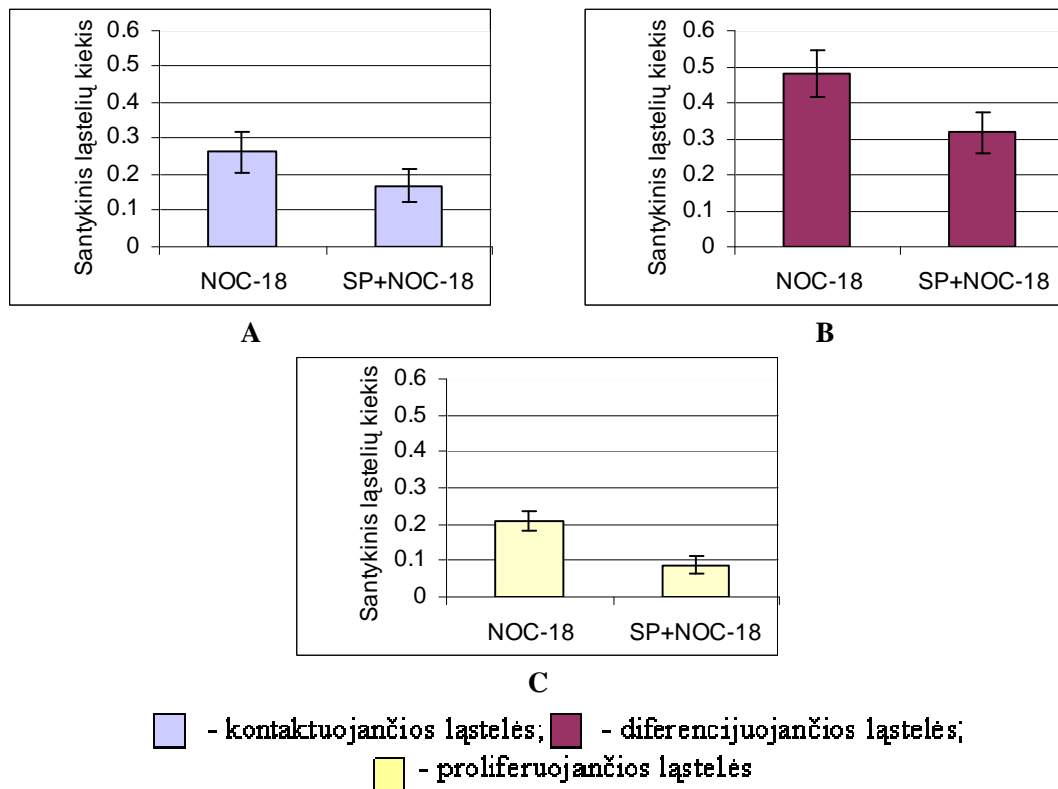 Santykinis ląstelių kiekis
0.6
0.5
0.4
0.3
0.2
0.1
0
NOC-18 SP+NOC-18
A
Santykinis ląstelių kiekis
0.6
0.5
0.4
0.3
0.2
0.1
0
NOC-18 SP+NOC-18
B
Santykinis ląstelių kiekis
0.6
0.5
0.4
0.3
0.2
0.1
0
NOC-18 SP+NOC-18
C
- kontaktuojančios ląstelės; - diferencijuojančios ląstelės;
- proliferuojančios ląstelės